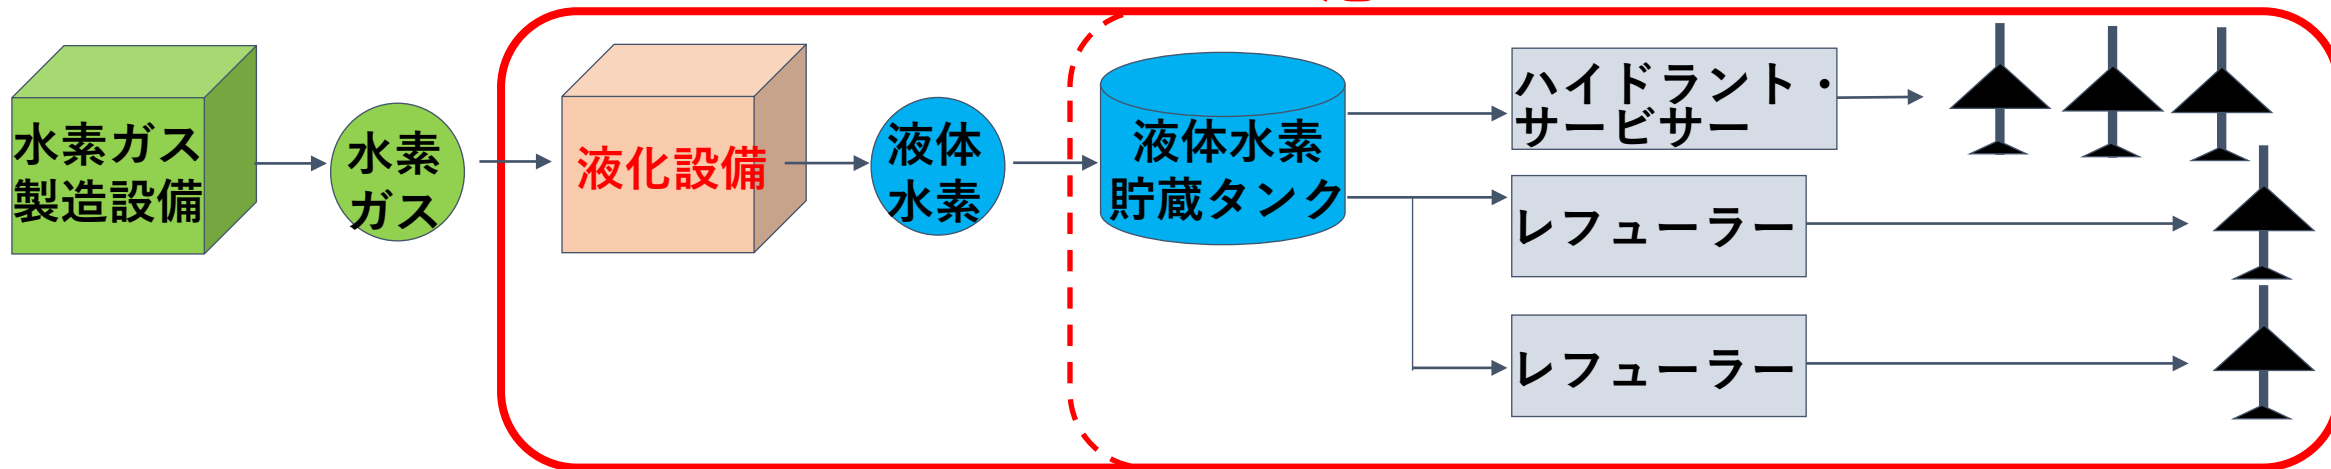 水素ガス
製造設備
水素
ガス
液化設備
液体
水素
液体水素
貯蔵タンク
ハイドラント・
サービサー
レフューラー
レフューラー